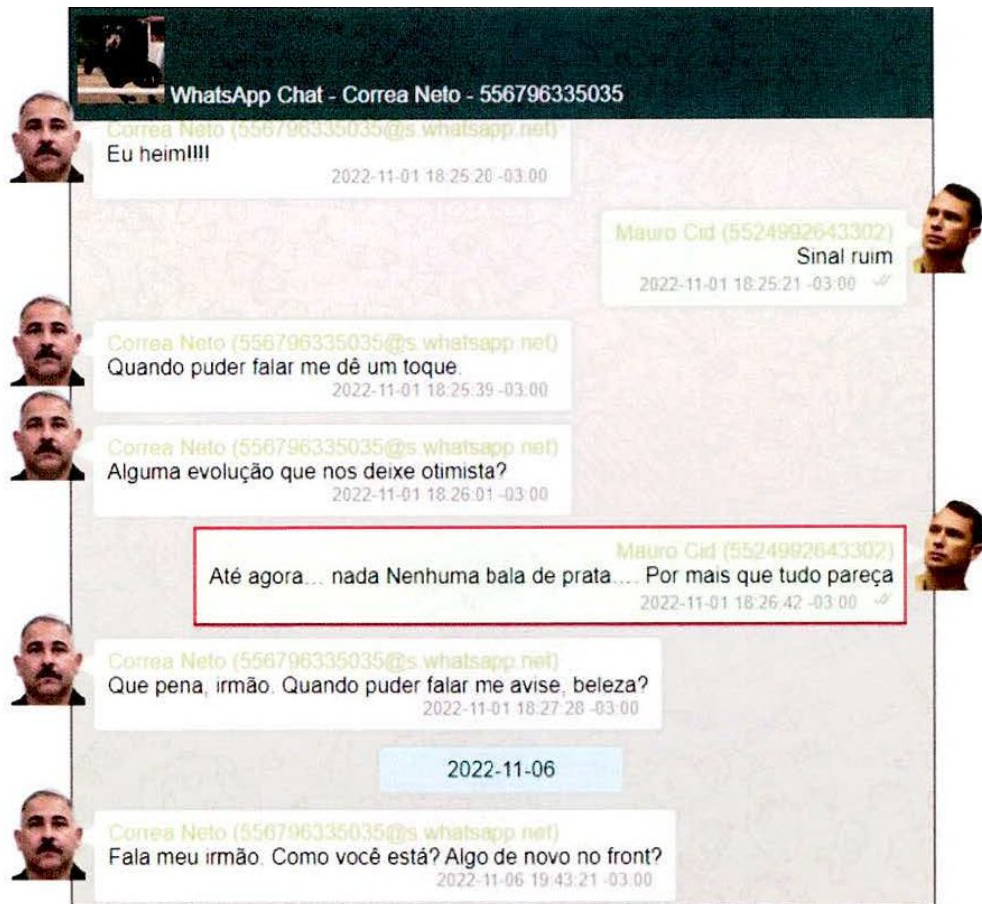 WhatsApp Chat - Correa Neto - 556796335035
Correa Neto (556796335035@s.whatsapp.net)
Eu heim!!!!
2022-11-01 18:25:20 -03:00
Mauro Cid (5524992643302)
Sinal ruim
2022-11-01 18:25:21 -03:00
Correa Neto (556796335035@s.whatsapp.net)
Quando puder falar me dê um toque.
2022-11-01 18:25:39 -03:00
Correa Neto (556796335035@s.whatsapp.net)
Alguma evolução que nos deixe otimista?
2022-11-01 18:26:01 -03:00
Mauro Cid (5524992643302)
Até agora... nada Nenhuma bala de prata.... Por mais que tudo pareça
2022-11-01 18:26:42 -03:00
Correa Neto (556796335035@s.whatsapp.net)
Que pena, irmão. Quando puder falar me avise, beleza?
2022-11-01 18:27:28 -03:00
2022-11-06
Correa Neto (556796335035@s.whatsapp.net)
Fala meu irmão. Como você está? Algo de novo no front?
2022-11-06 19:43:21 -03:00